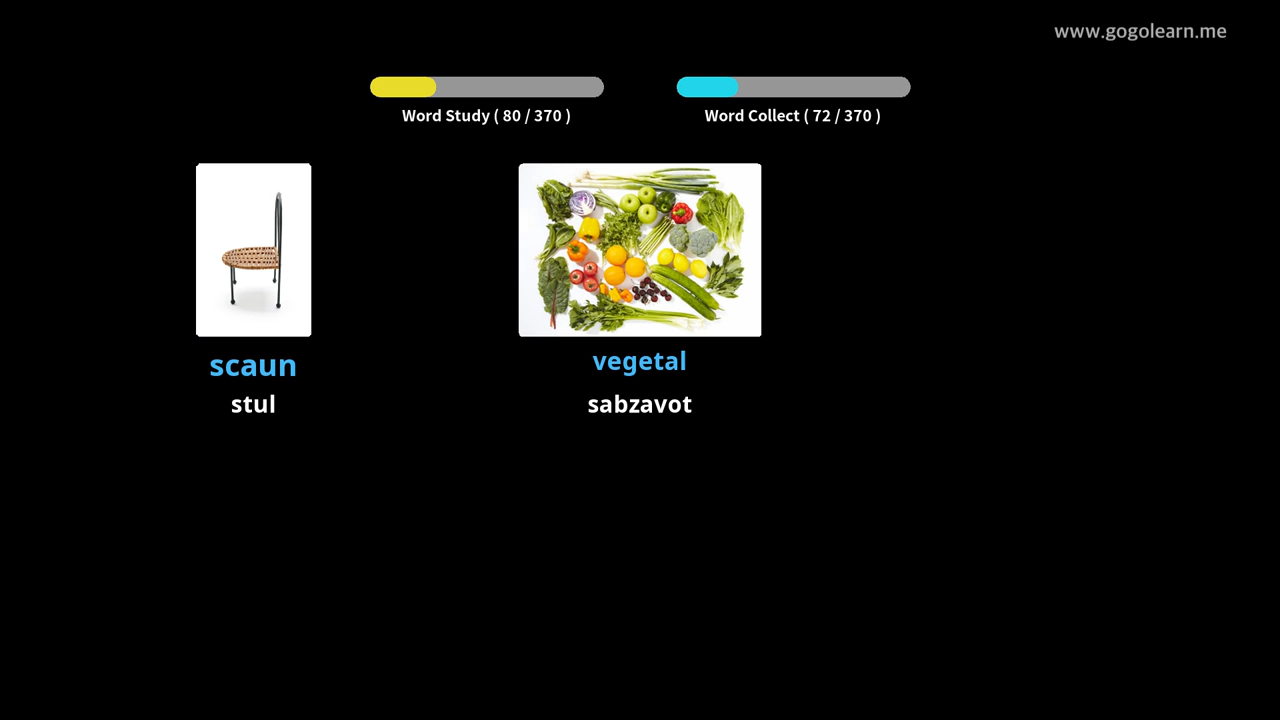 www.gogolearn.me
Word Study ( 80 / 370 )
Word Collect ( 72 / 370 )
scaun
stul
vegetal
sabzavot